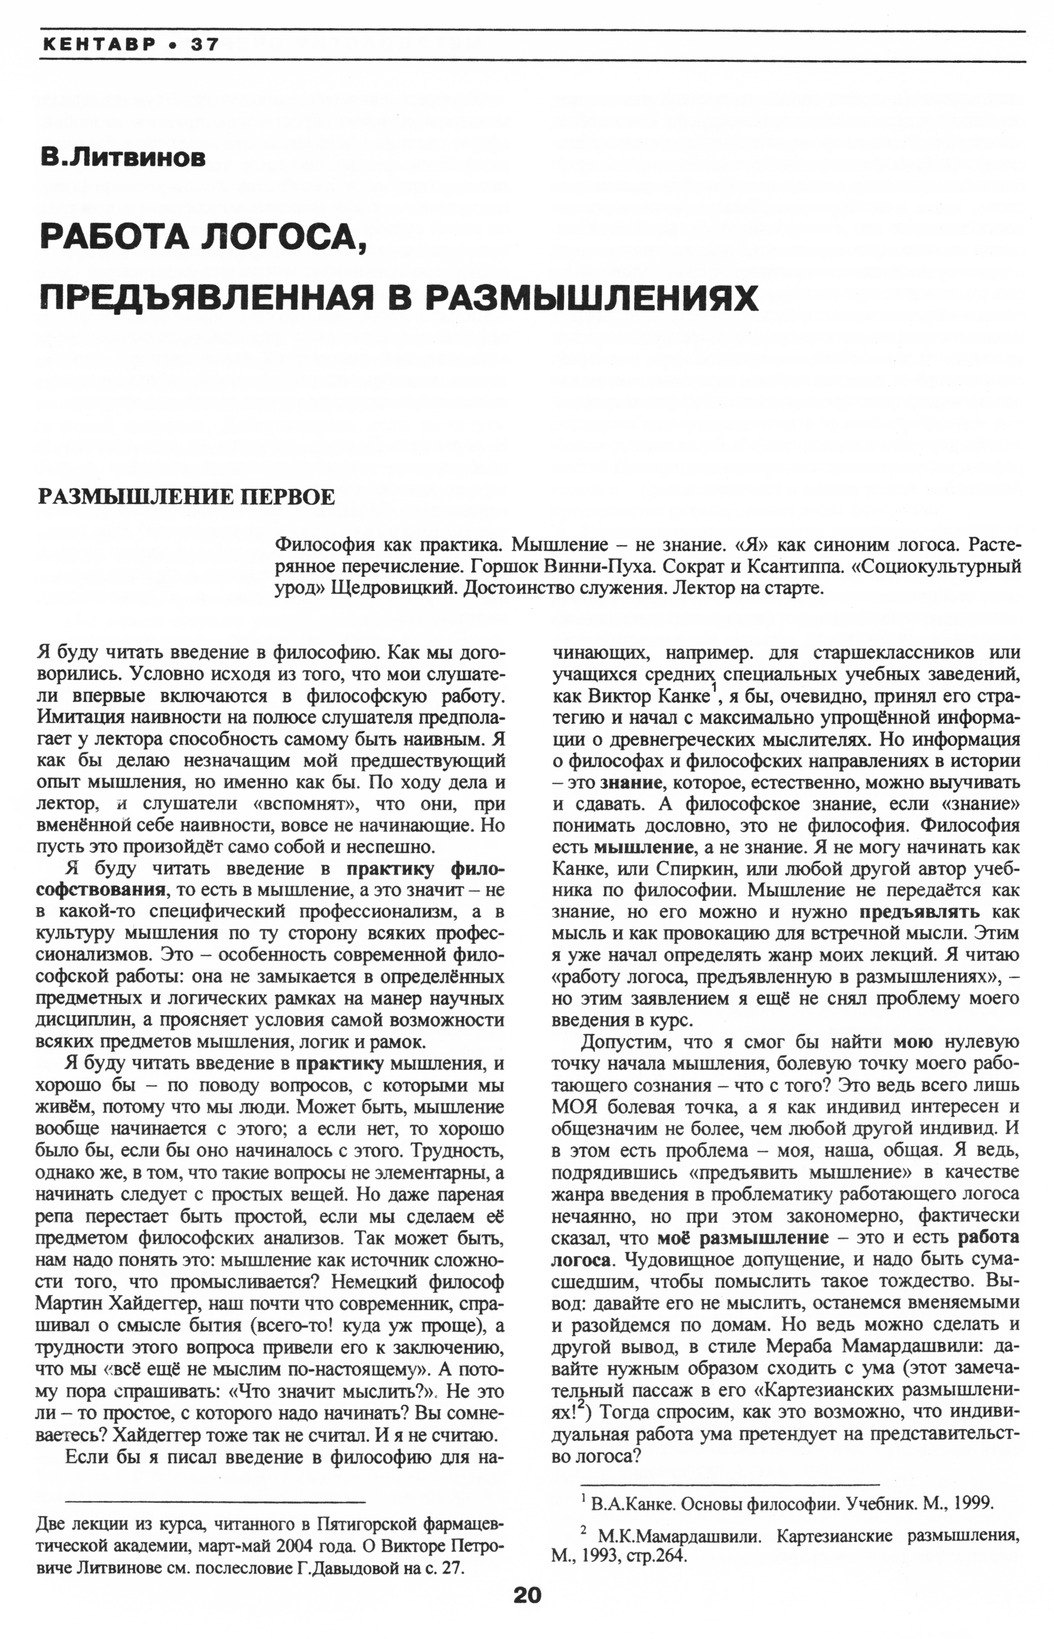 КЕНТАВР • 37
В.Литвинов
РАБОТА ЛОГОСА,
ПРЕДЪЯВЛЕННАЯ В РАЗМЫШЛЕНИЯХ
РАЗМЫШЛЕНИЕ ПЕРВОЕ
Философия как практика. Мышление – не знание. «Я» как синоним логоса. Расте-
рянное перечисление. Горшок Винни-Пуха. Сократ и Ксантиппа. «Социокультурный
урод» Щедровицкий. Достоинство служения. Лектор на старте.
Я буду читать введение в философию. Как мы дого-
ворились. Условно исходя из того, что мои слушате-
ли впервые включаются в философскую работу.
Имитация наивности на полюсе слушателя предпола-
гает у лектора способность самому быть наивным. Я
как бы делаю незначащим мой предшествующий
опыт мышления, но именно как бы. По ходу дела и
лектор, и слушатели «вспомнят», что они, при
вменённой себе наивности, вовсе не начинающие. Но
пусть это произойдёт само собой и неспешно.
Я буду читать введение в практику фило-
софствования, то есть в мышление, а это значит – не
в какой-то специфический профессионализм, а в
культуру мышления по ту сторону всяких профес-
сионализмов. Это – особенность современной фило-
софской работы: она не замыкается в определённых
предметных и логических рамках на манер научных
дисциплин, а проясняет условия самой возможности
всяких предметов мышления, логик и рамок.
Я буду читать введение в практику мышления, и
хорошо бы – по поводу вопросов, с которыми мы
живём, потому что мы люди. Может быть, мышление
вообще начинается с этого; а если нет, то хорошо
было бы, если бы оно начиналось с этого. Трудность,
однако же, в том, что такие вопросы не элементарны, а
начинать следует с простых вещей. Но даже пареная
репа перестает быть простой, если мы сделаем её
предметом философских анализов. Так может быть,
нам надо понять это: мышление как источник сложно-
сти того, что промысливается? Немецкий философ
Мартин Хайдеггер, наш почти что современник, спра-
шивал о смысле бытия (всего-то! куда уж проще), а
трудности этого вопроса привели его к заключению,
что мы «всё ещё не мыслим по-настоящему». А пото-
му пора спрашивать: «Что значит мыслить?». Не это
ли – то простое, с которого надо начинать? Вы сомне-
ваетесь? Хайдеггер тоже так не считал. И я не считаю.
Если бы я писал введение в философию для на-
Две лекции из курса, читанного в Пятигорской фармацев-
тической академии, март-май 2004 года. О Викторе Петро-
виче Литвинове см. послесловие Г.Давыдовой на с. 27.
чинающих, например. для старшеклассников или
учащихся средних специальных учебных заведений,
как Виктор Канке¹, я бы, очевидно, принял его стра-
тегию и начал с максимально упрощённой информа-
ции о древнегреческих мыслителях. Но информация
о философах и философских направлениях в истории
– это знание, которое, естественно, можно выучивать
и сдавать. А философское знание, если «знание»
понимать дословно, это не философия. Философия
есть мышление, а не знание. Я не могу начинать как
Канке, или Спиркин, или любой другой автор учеб-
ника по философии. Мышление не передаётся как
знание, но его можно и нужно предъявлять как
мысль и как провокацию для встречной мысли. Этим
я уже начал определять жанр моих лекций. Я читаю
«работу логоса, предъявленную в размышлениях», –
но этим заявлением я ещё не снял проблему моего
введения в курс.
Допустим, что я смог бы найти мою нулевую
точку начала мышления, болевую точку моего рабо-
тающего сознания – что с того? Это ведь всего лишь
МОЯ болевая точка, а я как индивид интересен и
общезначим не более, чем любой другой индивид. И
в этом есть проблема – моя, наша, общая. Я ведь,
подрядившись «предъявить мышление» в качестве
жанра введения в проблематику работающего логоса
нечаянно, но при этом закономерно, фактически
сказал, что моё размышление – это и есть работа
логоса. Чудовищное допущение, и надо быть сума-
сшедшим, чтобы помыслить такое тождество. Вы-
вод: давайте его не мыслить, останемся вменяемыми
и разойдемся по домам. Но ведь можно сделать и
другой вывод, в стиле Мераба Мамардашвили: да-
вайте нужным образом сходить с ума (этот замеча-
тельный пассаж в его «Картезианских размышлени-
ях!²) Тогда спросим, как это возможно, что индиви-
дуальная работа ума претендует на представительст-
во логоса?
¹ В.А.Канке. Основы философии. Учебник. М., 1999.
² М.К.Мамардашвили. Картезианские размышления,
М., 1993, стр.264.
20